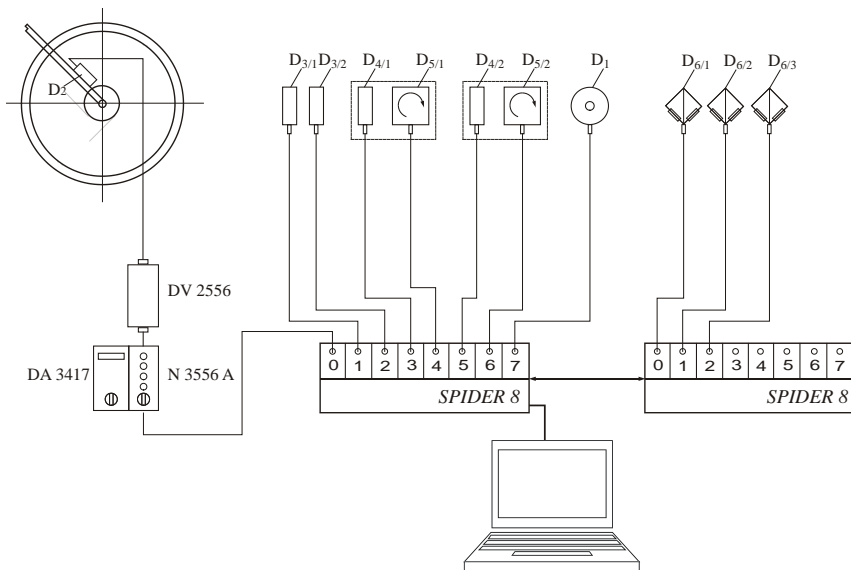 D3/1 D3/2 D4/1 D5/1 D4/2 D5/2 D1 D6/1 D6/2 D6/3
D2
DV 2556
DA 3417 N 3556 A
0 1 2 3 4 5 6 7
SPIDER 8
0 1 2 3 4 5 6 7
SPIDER 8